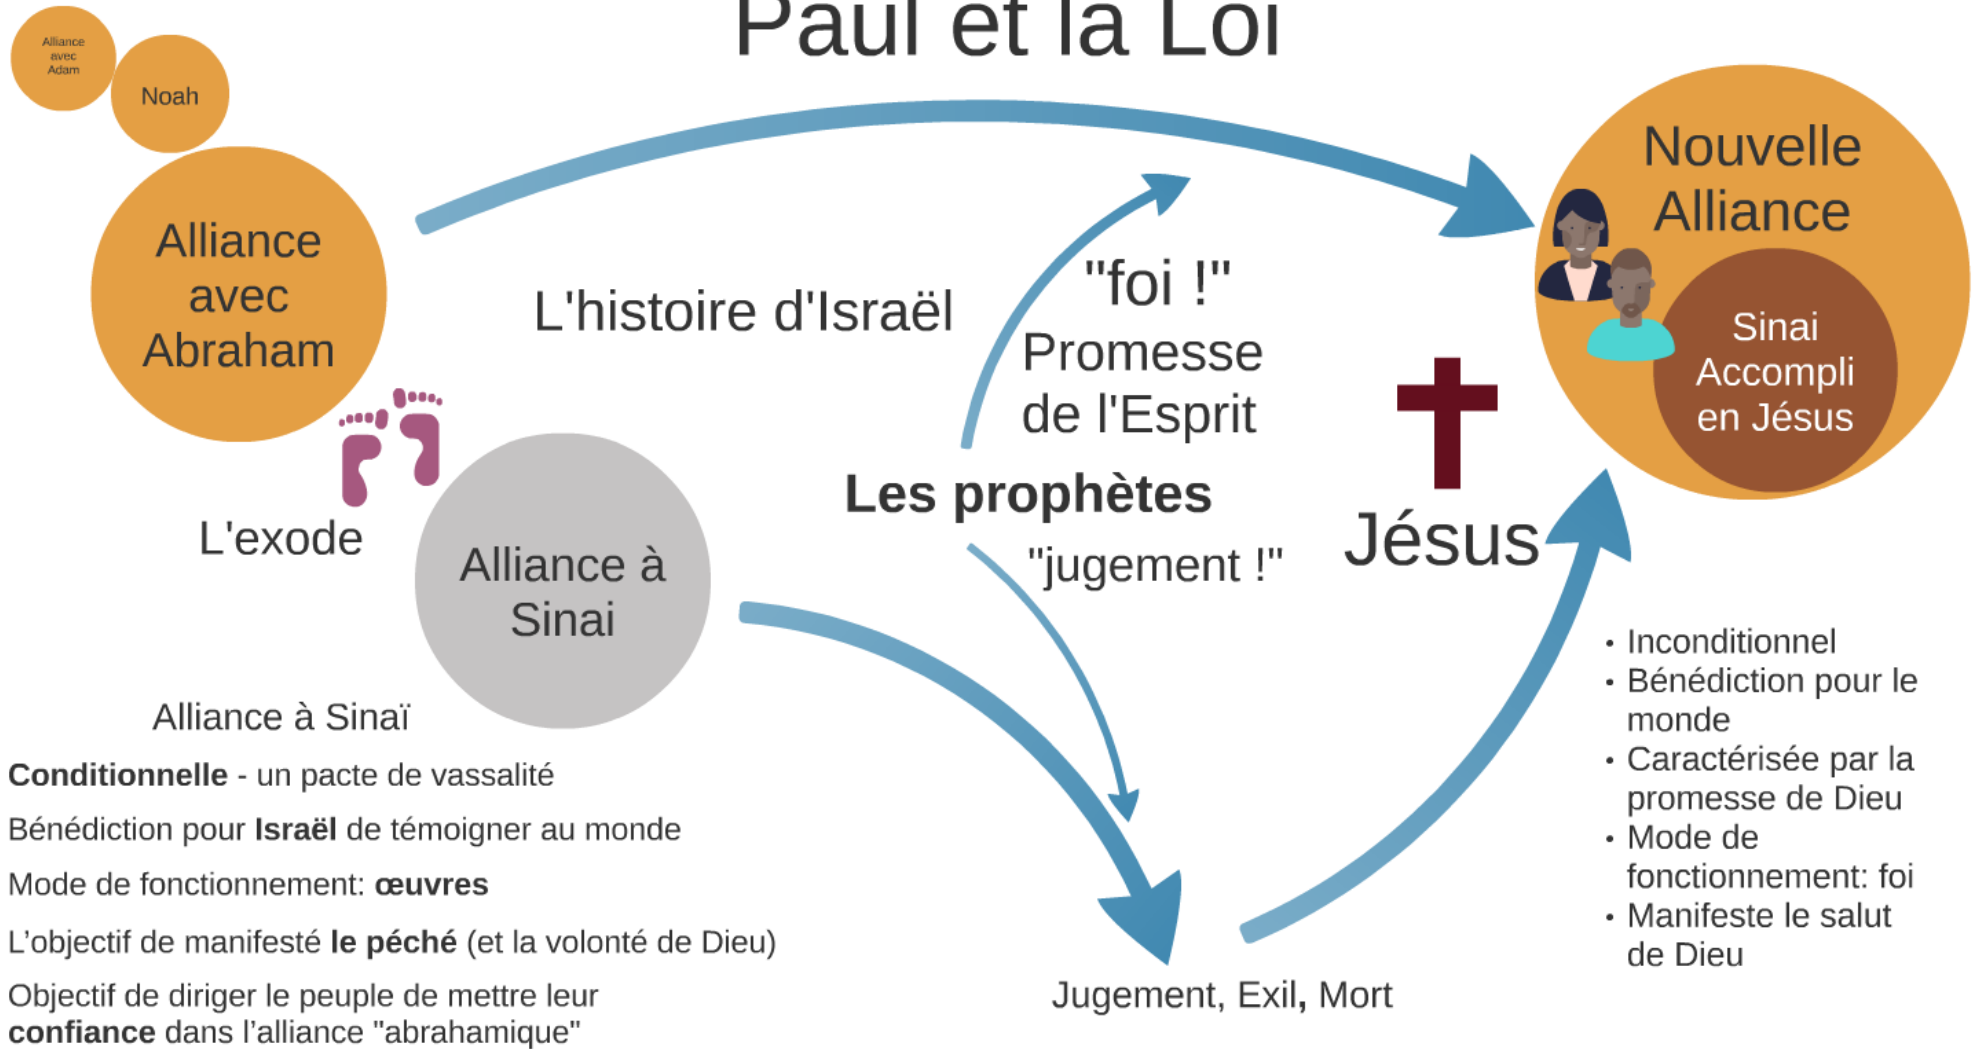 Paul et la Loi
Alliance
avec
Adam
Noah
Alliance
avec
Abraham
L'exode
Alliance à
Sinai
L'histoire d'Israël
"foi !"
Promesse
de l'Esprit
Les prophètes
"jugement !"
Jésus
Nouvelle
Alliance
Sinai
Accompli
en Jésus
Alliance à Sinaï
Conditionnelle - un pacte de vassalité
Bénédiction pour Israël de témoigner au monde
Mode de fonctionnement: œuvres
L’objectif de manifesté le péché (et la volonté de Dieu)
Objectif de diriger le peuple de mettre leur
confiance dans l’alliance "abrahamique"
Jugement, Exil, Mort
• Inconditionnel
• Bénédiction pour le
monde
• Caractérisée par la
promesse de Dieu
• Mode de
fonctionnement: foi
• Manifeste le salut
de Dieu